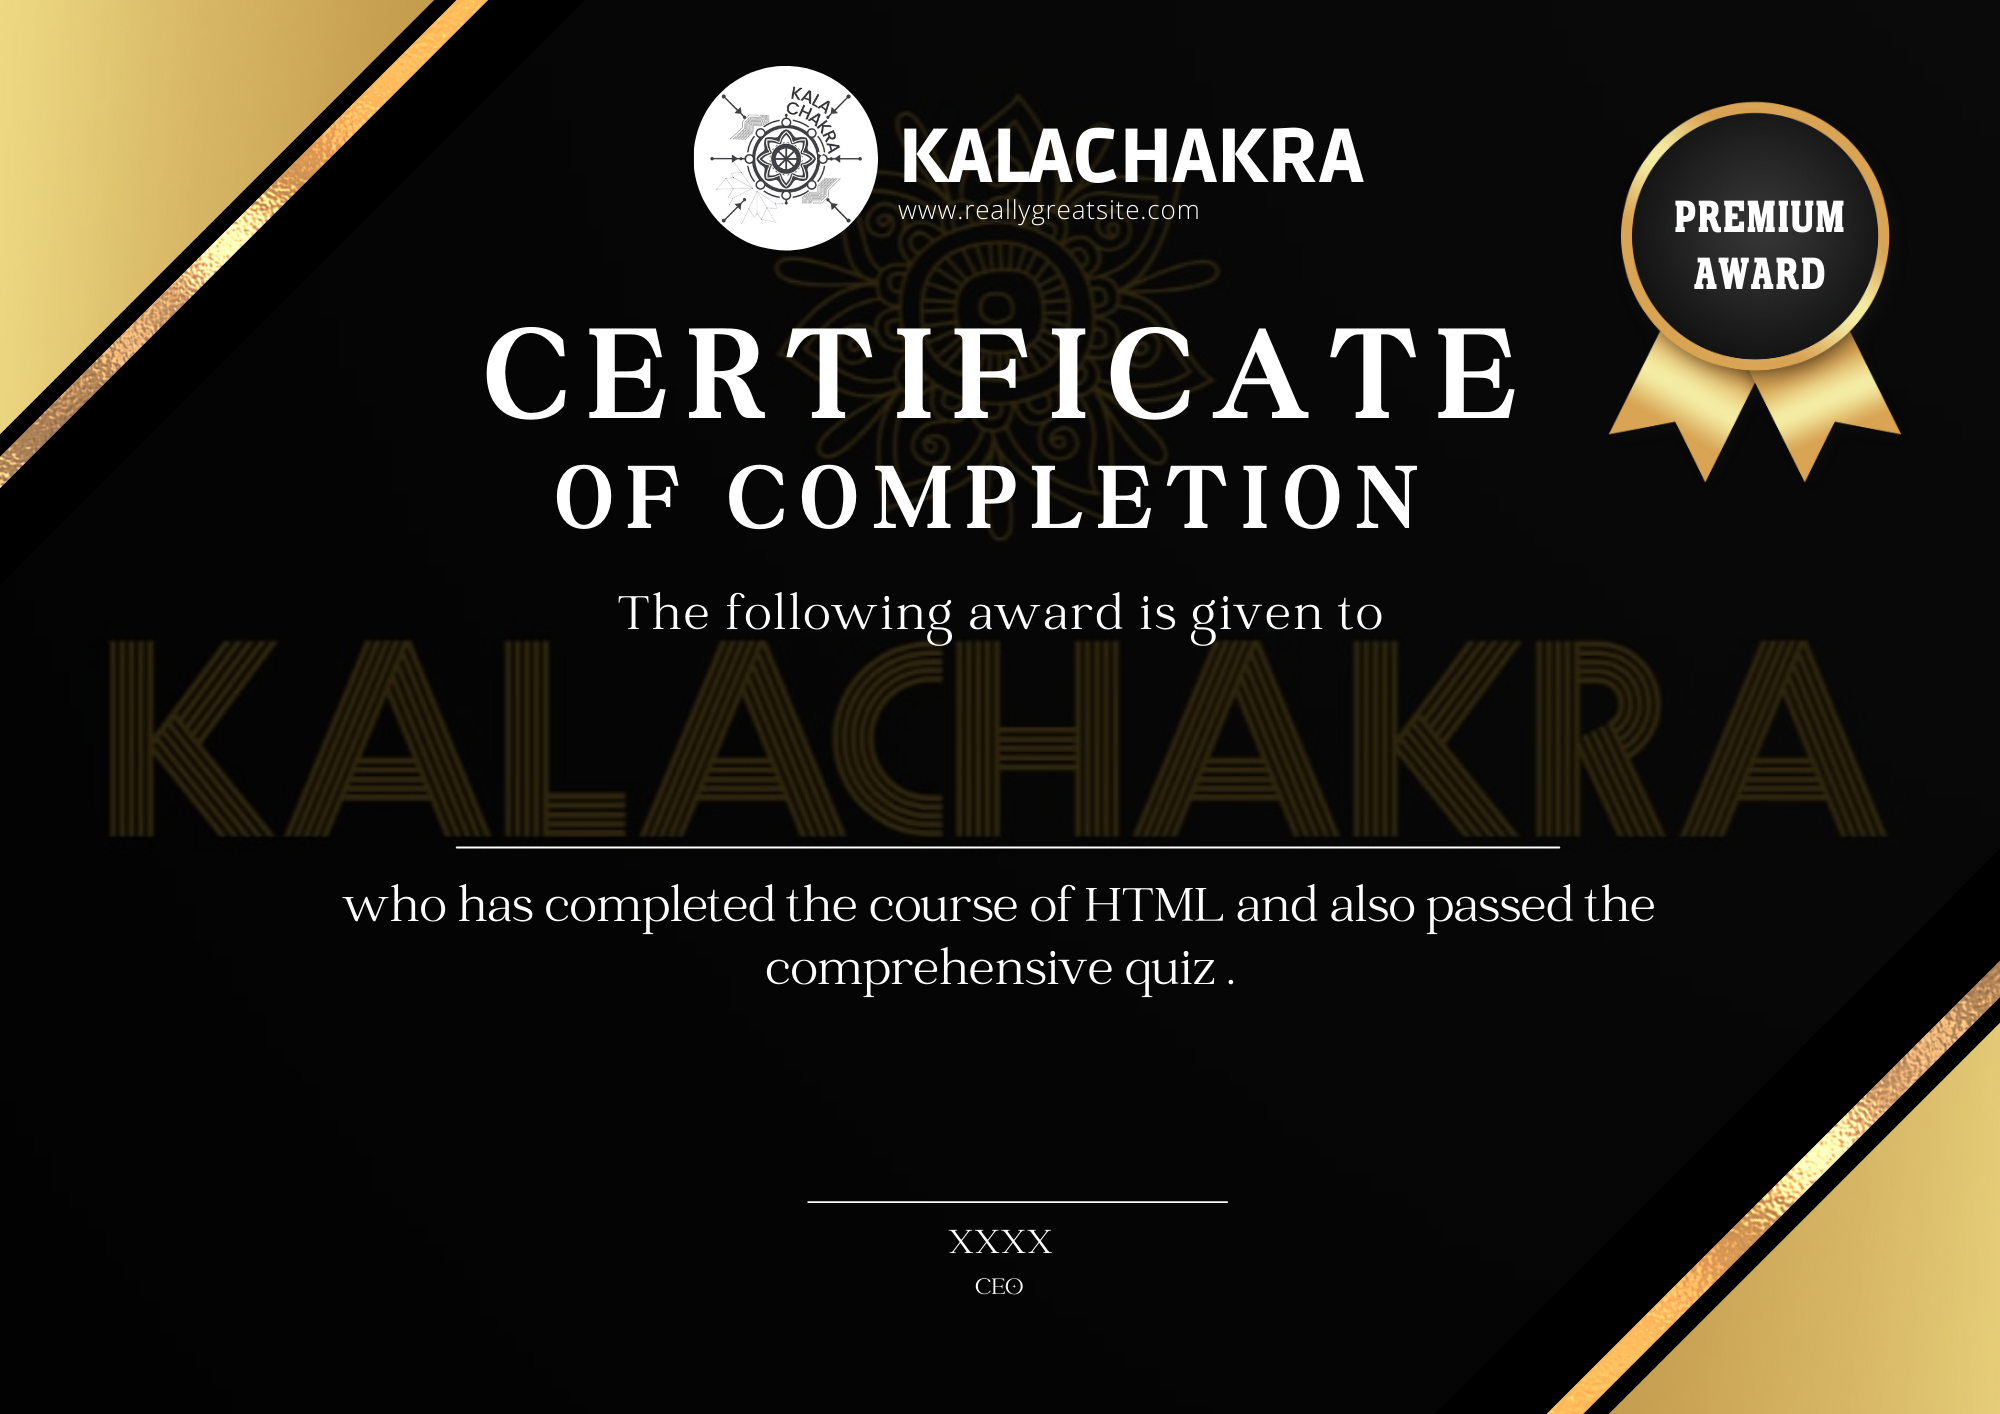 KALA
CHAKRA
KALACHAKRA
www.reallygreatsite.com
PREMIUM
AWARD
CERTIFICATE
OF COMPLETION
The following award is given to
KALACHAKRA
who has completed the course of HTML and also passed the
comprehensive quiz .
XXXX
CEO